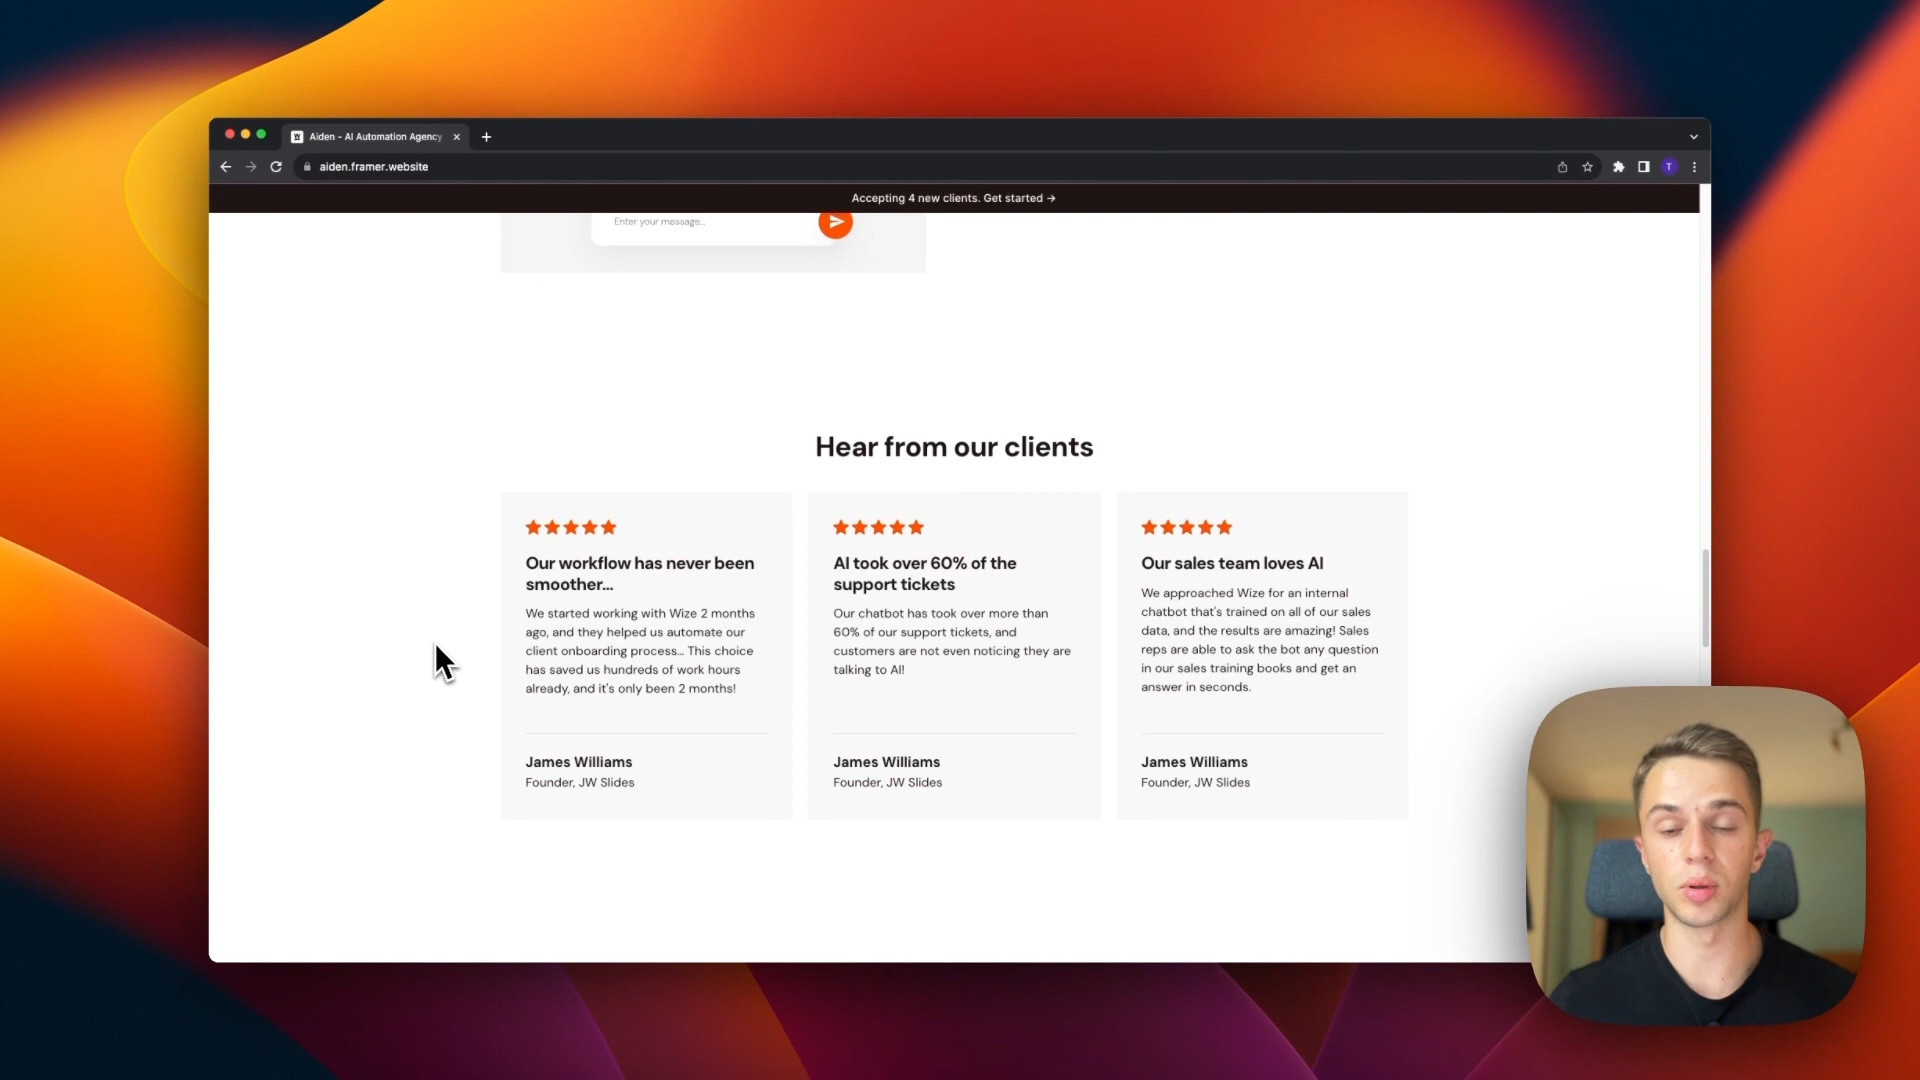 Aiden - AI Automation Agency
aiden.framer.website
T
Accepting 4 new clients. Get started →
Enter your message...
Hear from our clients
Our workflow has never been
smoother...
We started working with Wize 2 months
ago, and they helped us automate our
client onboarding process... This choice
has saved us hundreds of work hours
already, and it's only been 2 months!
James Williams
Founder, JW Slides
AI took over 60% of the
support tickets
Our chatbot has took over more than
60% of our support tickets, and
customers are not even noticing they are
talking to AI!
James Williams
Founder, JW Slides
Our sales team loves AI
We approached Wize for an internal
chatbot that's trained on all of our sales
data, and the results are amazing! Sales
reps are able to ask the bot any question
in our sales training books and get an
answer in seconds.
James Williams
Founder, JW Slides